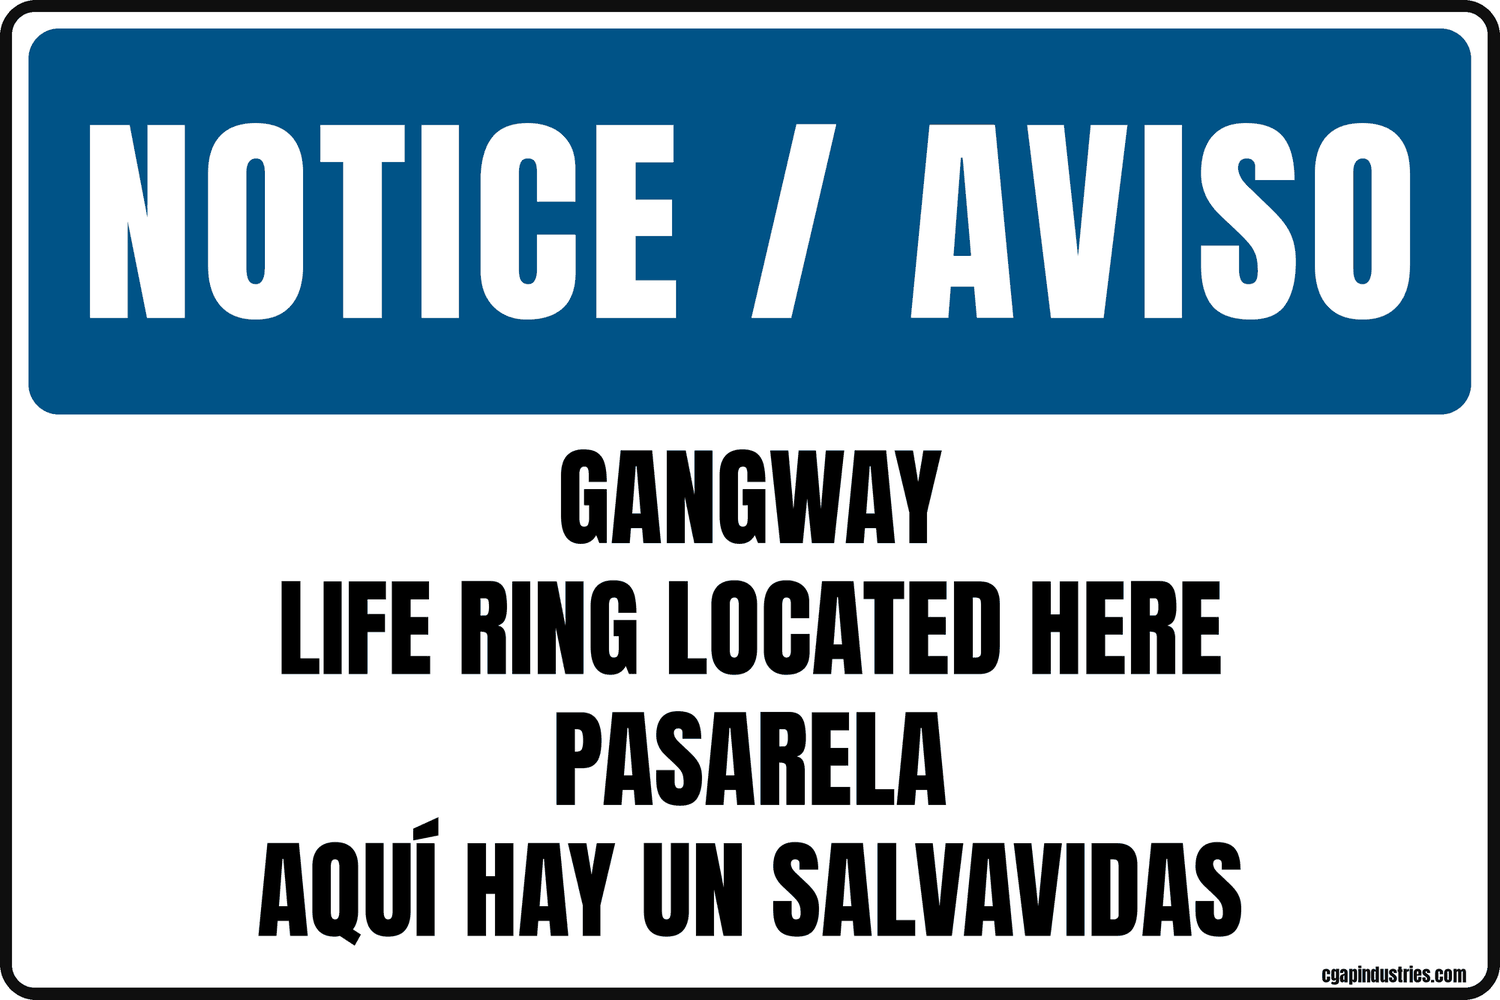 NOTICE / AVISO
GANGWAY
LIFE RING LOCATED HERE
PASARELA
AQUÍ HAY UN SALVAVIDAS
cgapindustries.com